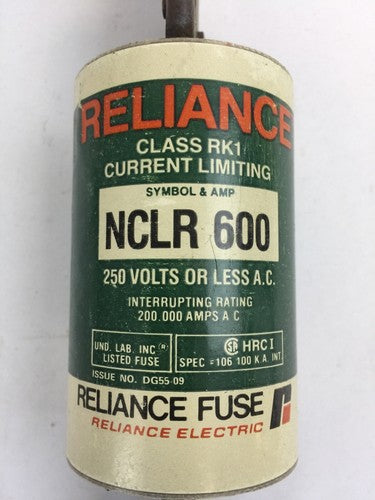 RELIANCE
CLASS RK1
CURRENT LIMITING
SYMBOL & AMP
NCLR 600
250 VOLTS OR LESS A.C.
INTERRUPTING RATING
200.000 AMPS A C
UND. LAB. INC ®
LISTED FUSE
SA HRC I
SPEC =106 100 K A. INT.
ISSUE NO. DG55-09
RELIANCE FUSE
RELIANCE ELECTRIC